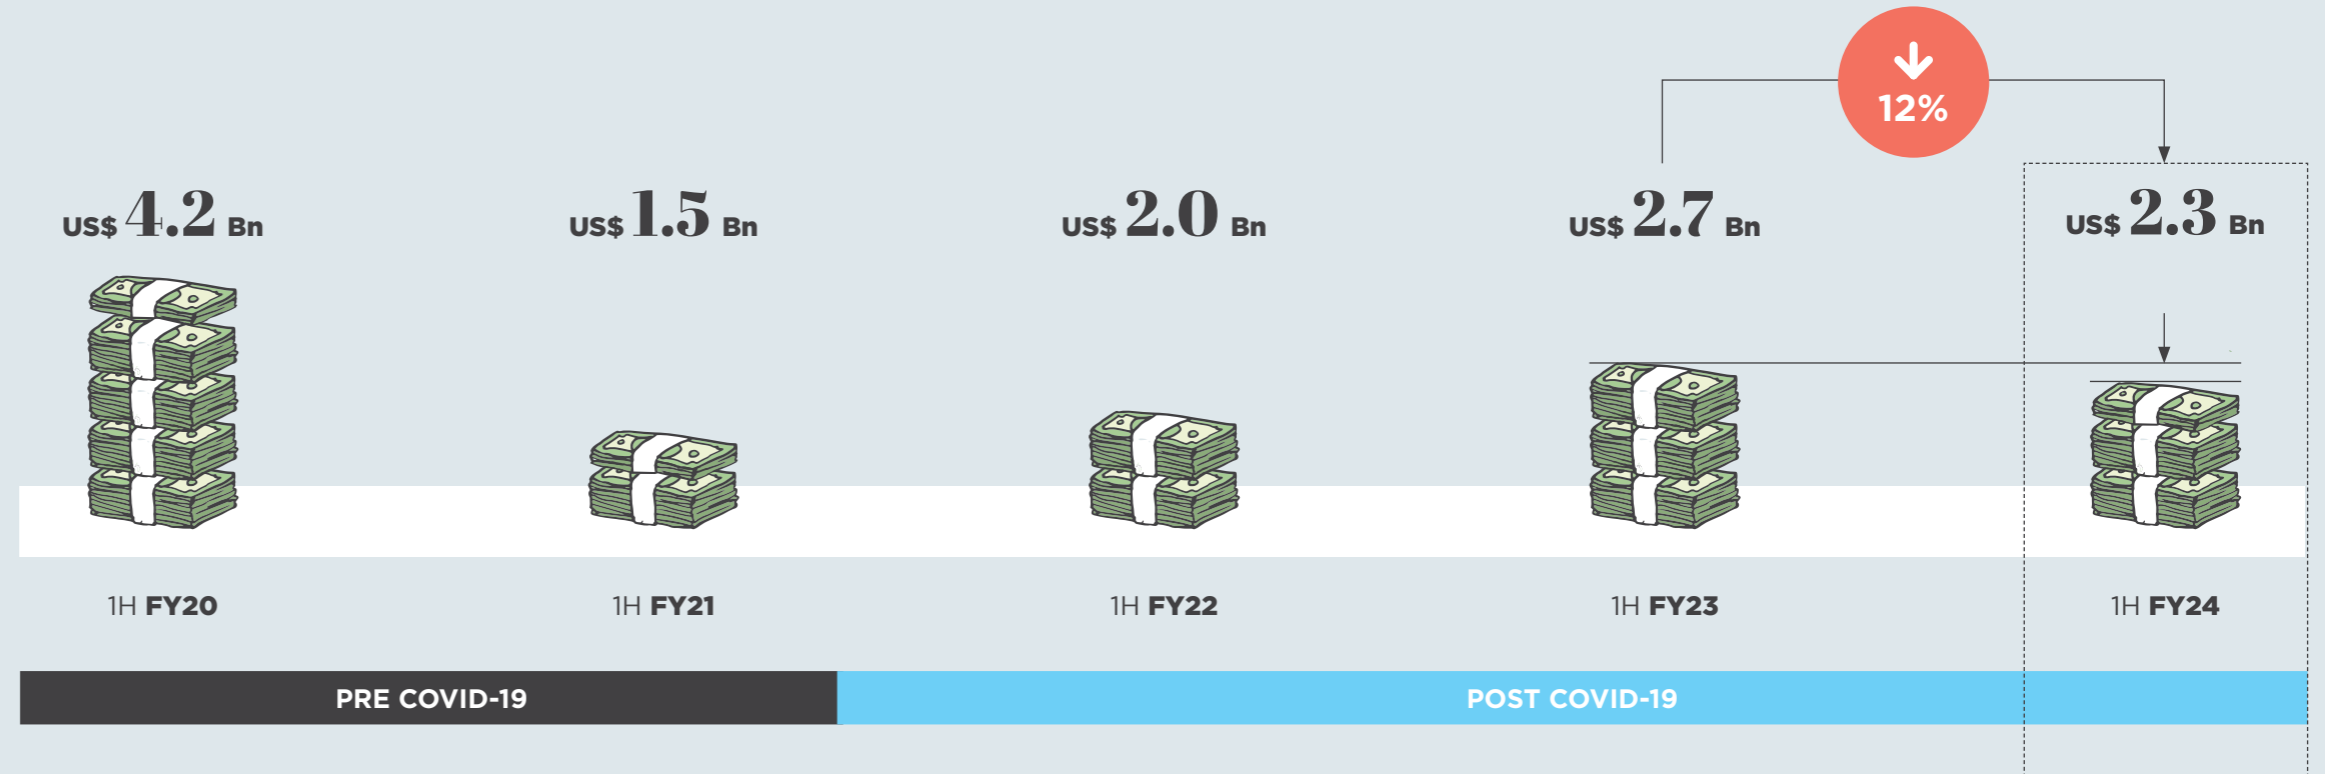 12%
US$ 4.2 Bn
US$ 1.5 Bn
US$ 2.0 Bn
US$ 2.7 Bn
US$ 2.3 Bn
1H FY20
1H FY21
1H FY22
1H FY23
1H FY24
PRE COVID-19
POST COVID-19